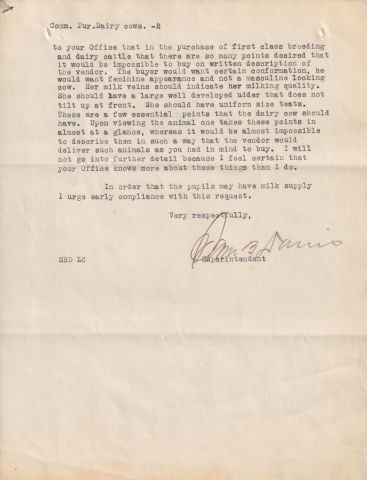 Comm. Pur.Dairy cows. -2
to your Office that in the purchase of first class breeding
and dairy cattle that there are so many points desired that
it would be impossible to buy on written description of
the vendor. The buyer would want certain conformation, he
would want feminine appearance and not a masculine looking
cow. Her milk veins should indicate her milking quality.
She should have a large well developed udder that does not
tilt up at front. She should have uniform size teats.
These are a few essential points that the dairy cow should
have. Upon viewing the animal one takes these points in
almost at a glance, whereas it would be almost impossible
to describe them in such a way that the vendor would
deliver such animals as you had in mind to buy. I will
not go into further detail because I feel certain that
your Office knows more about these things than I do.
In order that the pupils may have milk supply
I urge early compliance with this request.
Very respectfully,
Davis
SBD LC
Superintendent